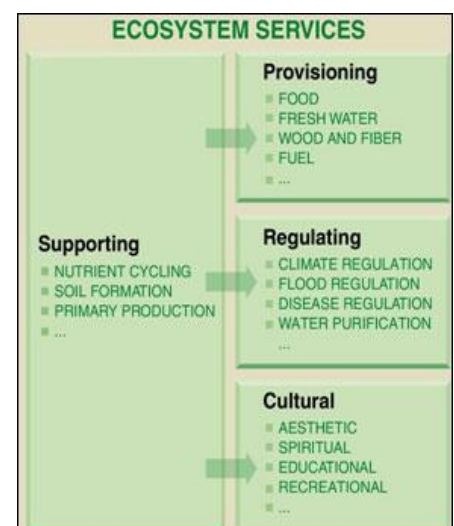 ECOSYSTEM SERVICES
Supporting
NUTRIENT CYCLING
SOIL FORMATION
PRIMARY PRODUCTION
...
Provisioning
FOOD
FRESH WATER
WOOD AND FIBER
FUEL
...
Regulating
CLIMATE REGULATION
FLOOD REGULATION
DISEASE REGULATION
WATER PURIFICATION
...
Cultural
AESTHETIC
SPIRITUAL
EDUCATIONAL
RECREATIONAL
...